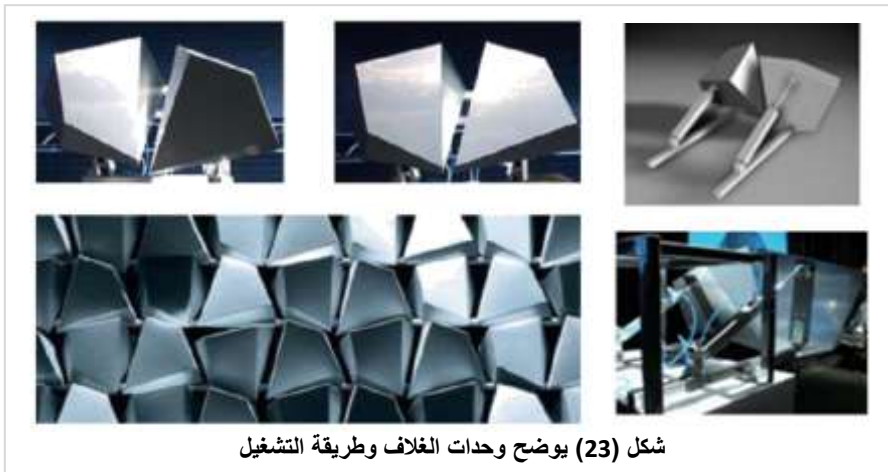 شكل (23) يوضح وحدات الغلاف وطريقة التشغيل